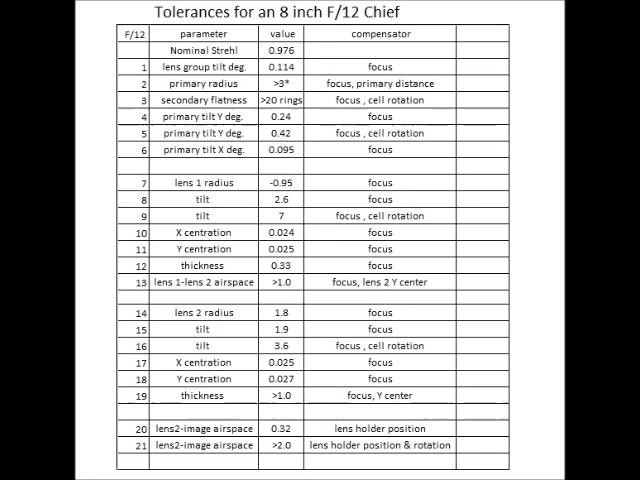 Tolerances for an 8 inch F/12 Chief
F/12 parameter value compensator
Nominal Strehl 0.976
1 lens group tilt deg. 0.114 focus
2 primary radius >3* focus, primary distance
3 secondary flatness >20 rings focus , cell rotation
4 primary tilt Y deg. 0.24 focus
5 primary tilt Y deg. 0.42 focus , cell rotation
6 primary tilt X deg. 0.095 focus
7 lens 1 radius -0.95 focus
8 tilt 2.6 focus
9 tilt 7 focus , cell rotation
10 X centration 0.024 focus
11 Y centration 0.025 focus
12 thickness 0.33 focus
13 lens 1-lens 2 airspace >1.0 focus, lens 2 Y center
14 lens 2 radius 1.8 focus
15 tilt 1.9 focus
16 tilt 3.6 focus , cell rotation
17 X centration 0.025 focus
18 Y centration 0.027 focus
19 thickness >1.0 focus, Y center
20 lens2-image airspace 0.32 lens holder position
21 lens2-image airspace >2.0 lens holder position & rotation